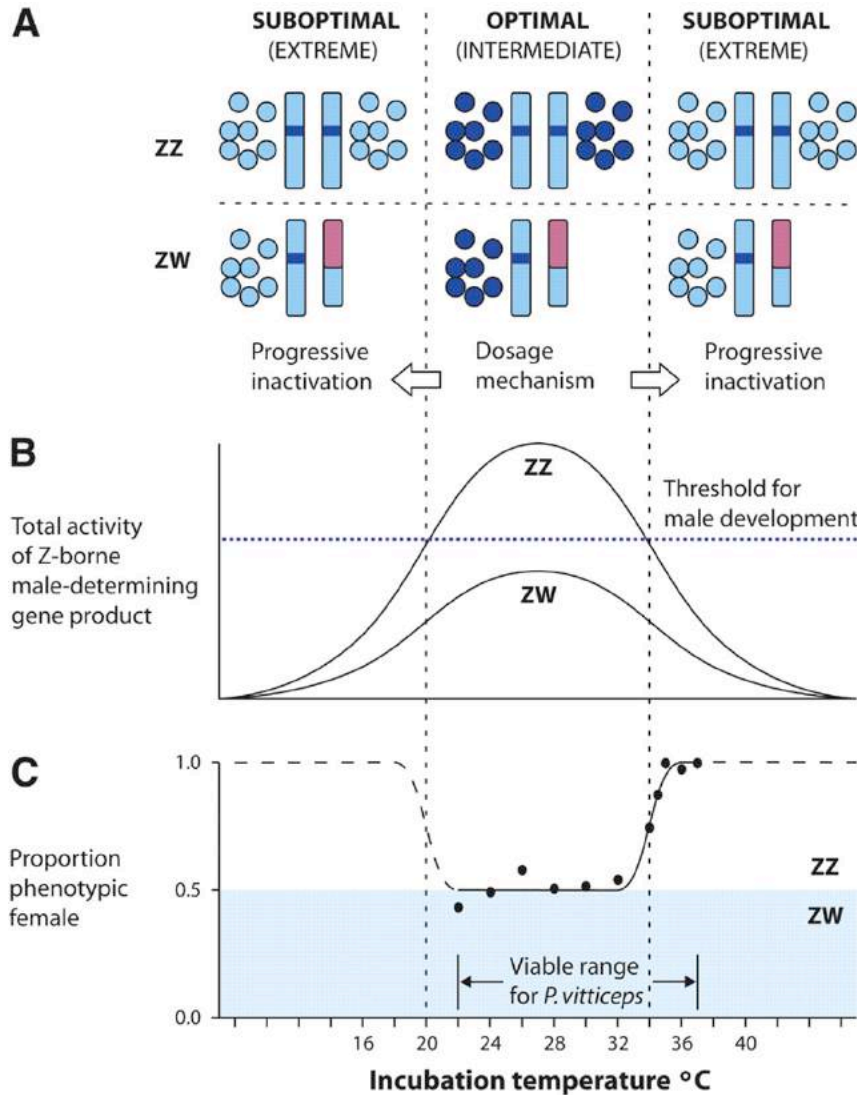 A
SUBOPTIMAL
(EXTREME)
OPTIMAL
(INTERMEDIATE)
SUBOPTIMAL
(EXTREME)
ZZ
ZW
Progressive
inactivation
Dosage
mechanism
Progressive
inactivation
B
Total activity
of Z-borne
male-determining
gene product
ZZ
Threshold for
male development
ZW
C
Proportion
phenotypic
female
1.0
0.5
0.0
ZZ
ZW
Viable range
for P. vitticeps
16 20 24 28 32 36 40
Incubation temperature °C